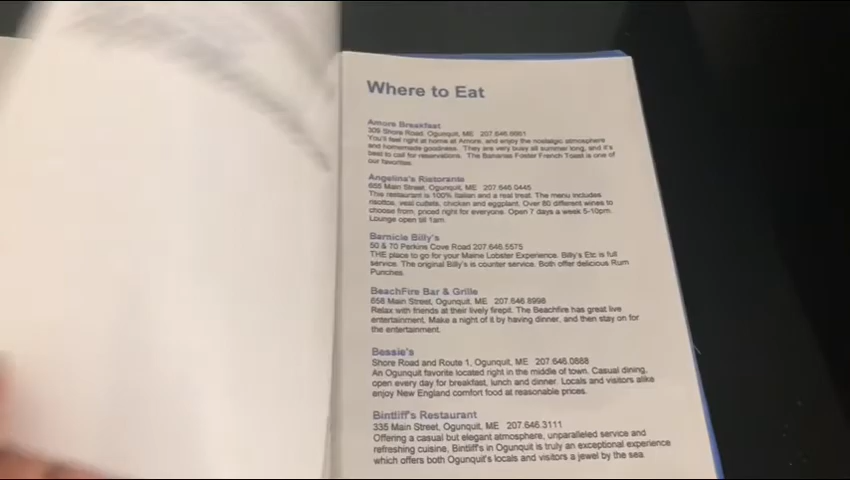 Where to Eat
Amore Breakfast
309 Shore Road, Ogunquit, ME 207.646.6661
You'll feel right at home at Amore, and enjoy the nostalgic atmosphere
and homemade goodness. They are very busy all summer long, and it's
best to call for reservations. The Bananas Foster French Toast is one of
our favorites.
Angelina's Ristorante
655 Main Street, Ogunquit, ME 207.646.0445
This restaurant is 100% Italian and a real treat. The menu includes
risottos, veal cutlets, chicken and eggplant. Over 80 different wines to
choose from, priced right for everyone. Open 7 days a week 5-10pm.
Lounge open till 1am.
Barnicle Billy's
50 & 70 Perkins Cove Road 207.646.5575
THE place to go for your Maine Lobster Experience. Billy's Etc is full
service. The original Billy's is counter service. Both offer delicious Rum
Punches.
BeachFire Bar & Grille
658 Main Street, Ogunquit, ME 207.646.8998
Relax with friends at their lively firepit. The Beachfire has great live
entertainment. Make a night of it by having dinner, and then stay on for
the entertainment.
Bessie's
Shore Road and Route 1, Ogunquit, ME 207.646.0888
An Ogunquit favorite located right in the middle of town. Casual dining,
open every day for breakfast, lunch and dinner. Locals and visitors alike
enjoy New England comfort food at reasonable prices.
Bintliff's Restaurant
335 Main Street, Ogunquit, ME 207.646.3111
Offering a casual but elegant atmosphere, unparalleled service and
refreshing cuisine, Bintliff's in Ogunquit is truly an exceptional experience
which offers both Ogunquit's locals and visitors a jewel by the sea